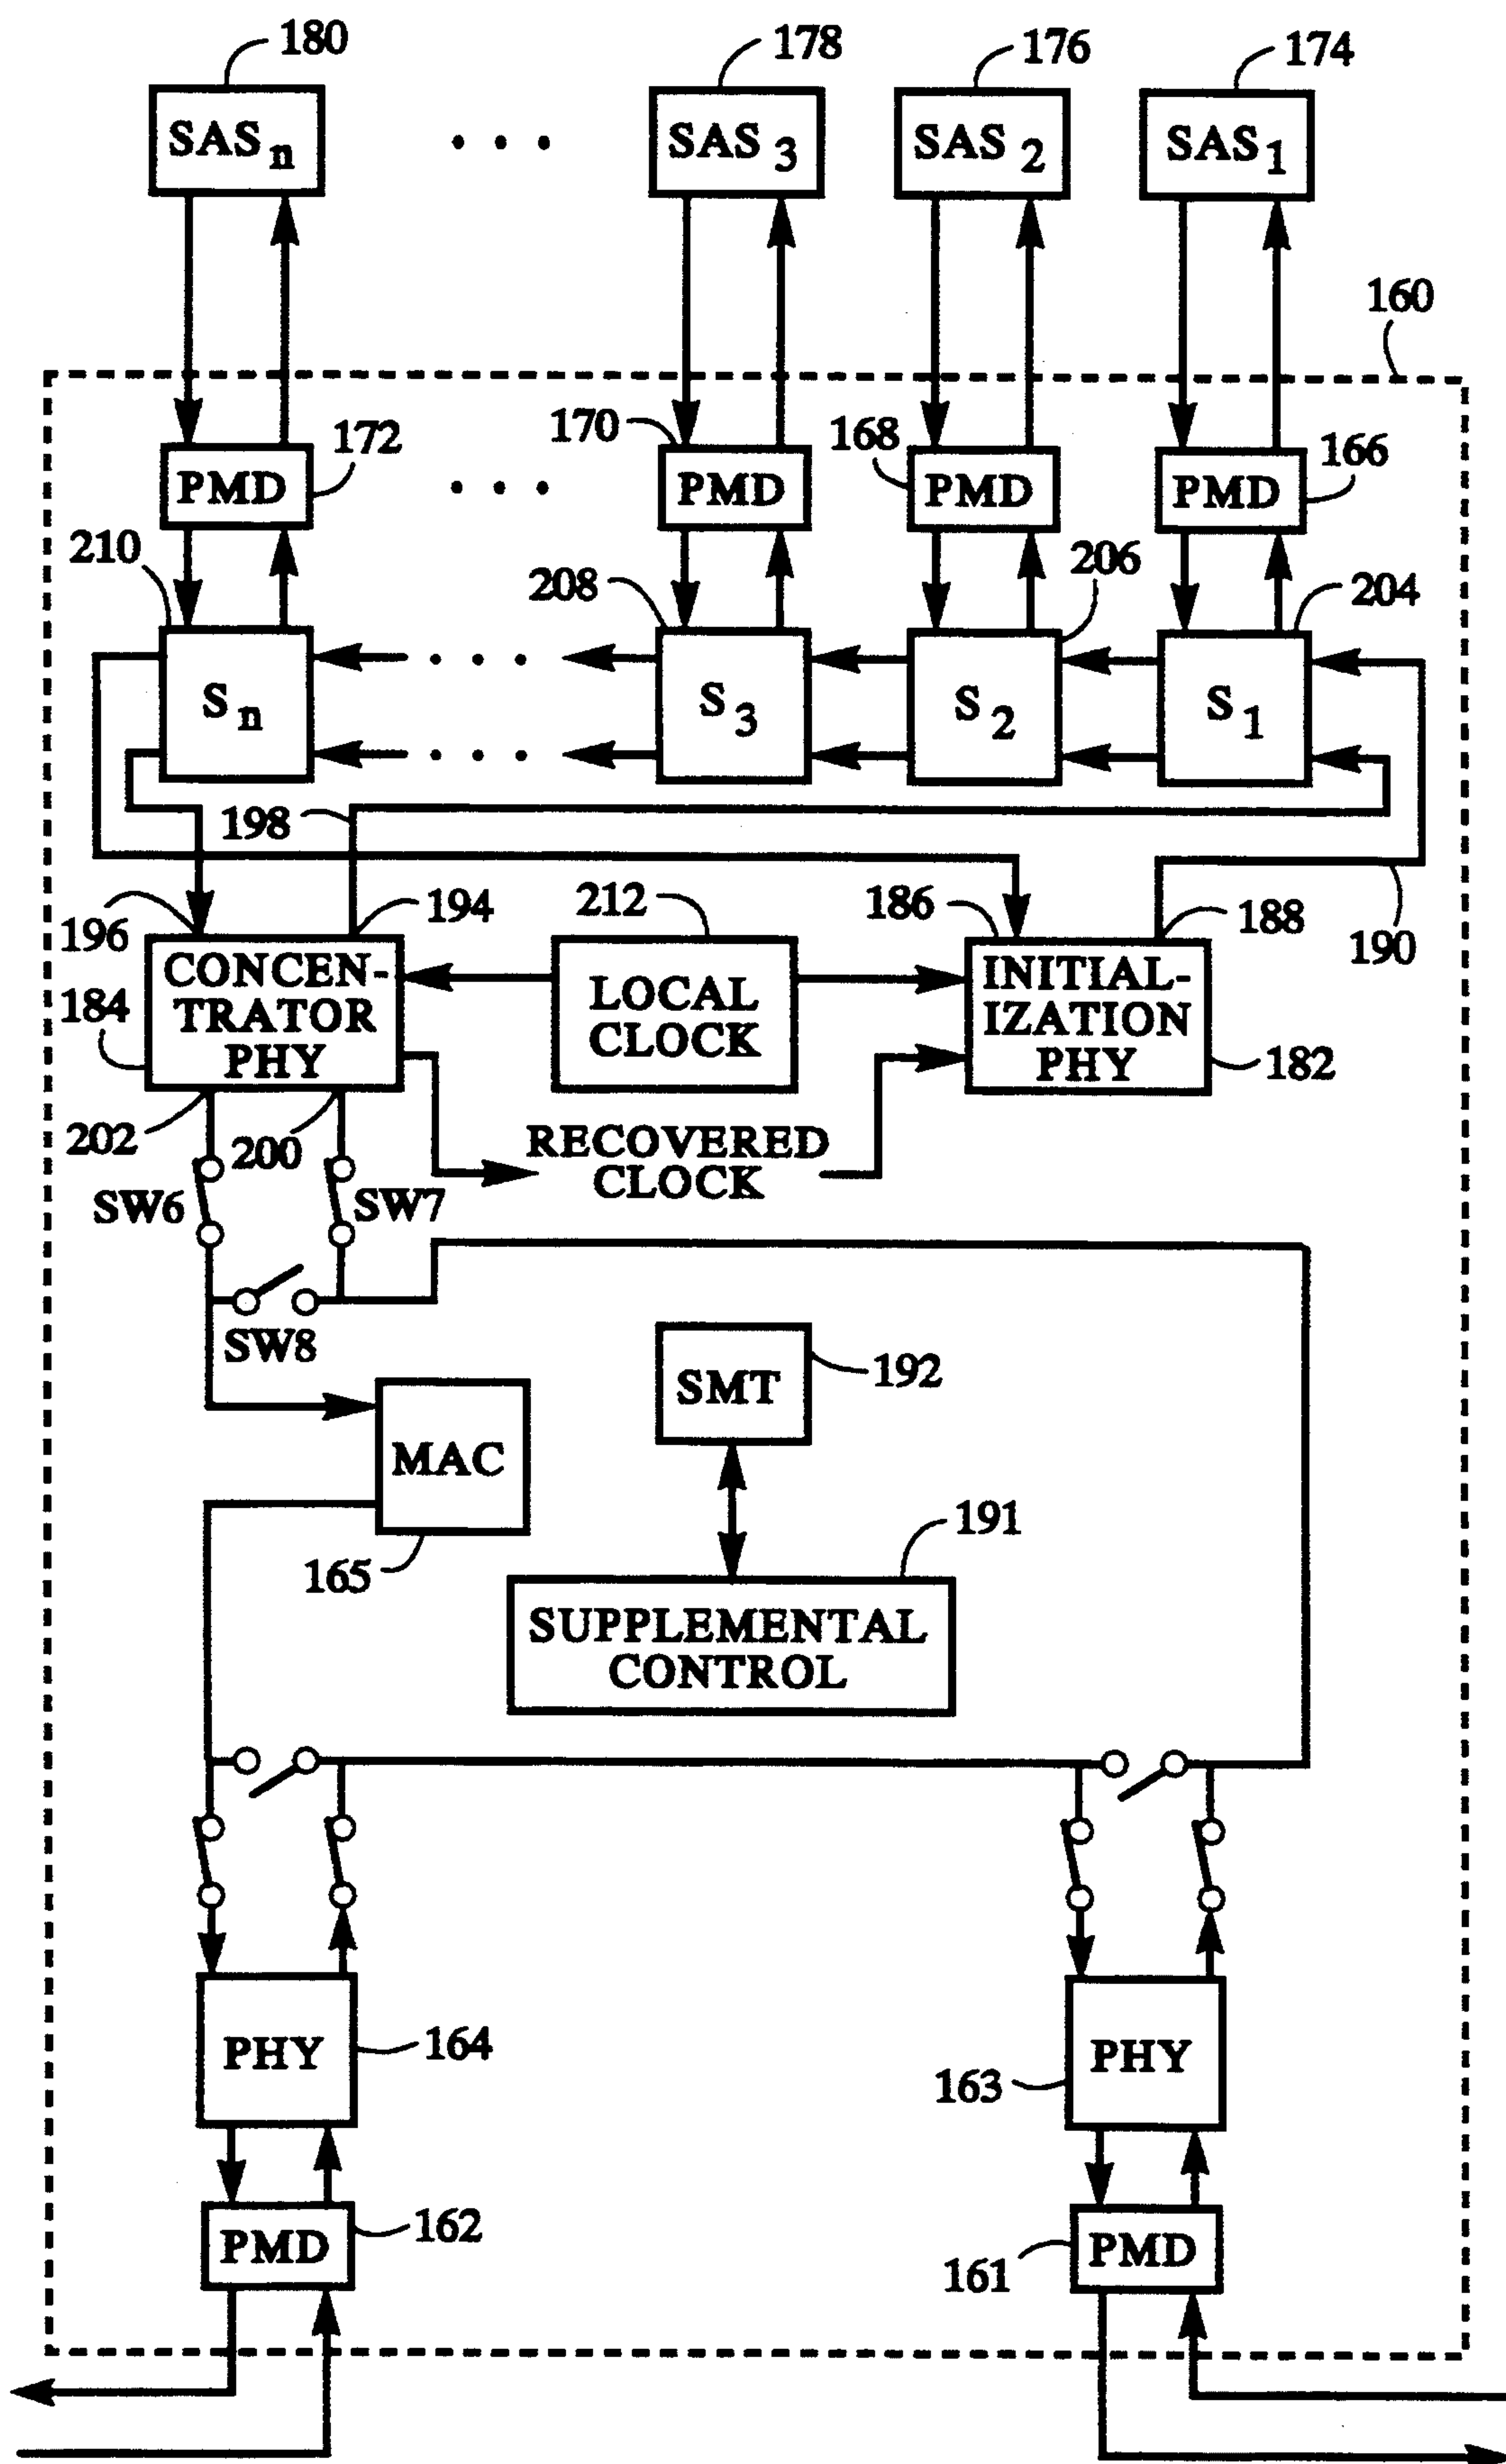 180
178
176
174
SASn
. . .
SAS3
SAS2
SAS1
160
172
170
168
166
PMD
. . .
PMD
PMD
PMD
210
208
206
204
Sn
. . .
. . .
S3
S2
S1
198
196
194
212
186
188
190
184
CONCEN-
TRATOR
PHY
LOCAL
CLOCK
INITIAL-
IZATION
PHY
182
202
200
RECOVERED
CLOCK
SW6
SW7
SW8
SMT
192
MAC
165
191
SUPPLEMENTAL
CONTROL
PHY
164
PHY
163
PMD
162
PMD
161